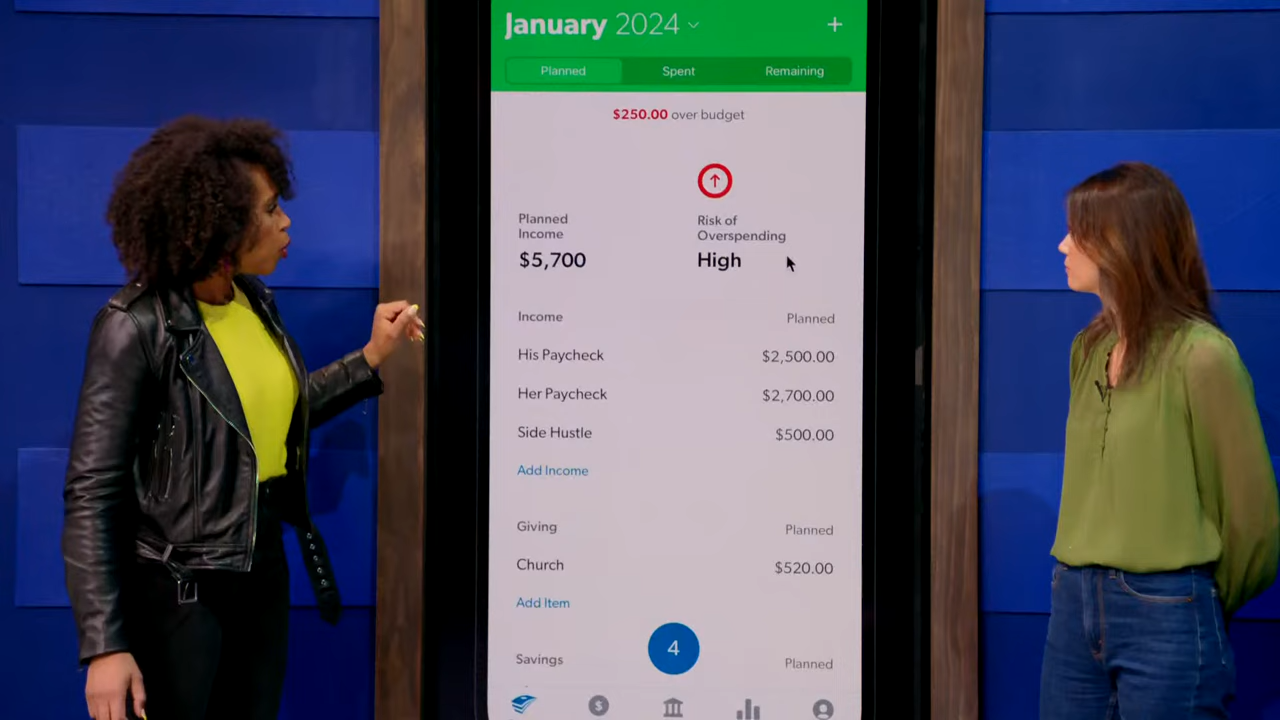 January 2024
+
Planned Spent Remaining
$250.00 over budget
Planned
Income
$5,700
Risk of
Overspending
High
Income Planned
His Paycheck $2,500.00
Her Paycheck $2,700.00
Side Hustle $500.00
Add Income
Giving Planned
Church $520.00
Add Item
4
Savings Planned
$